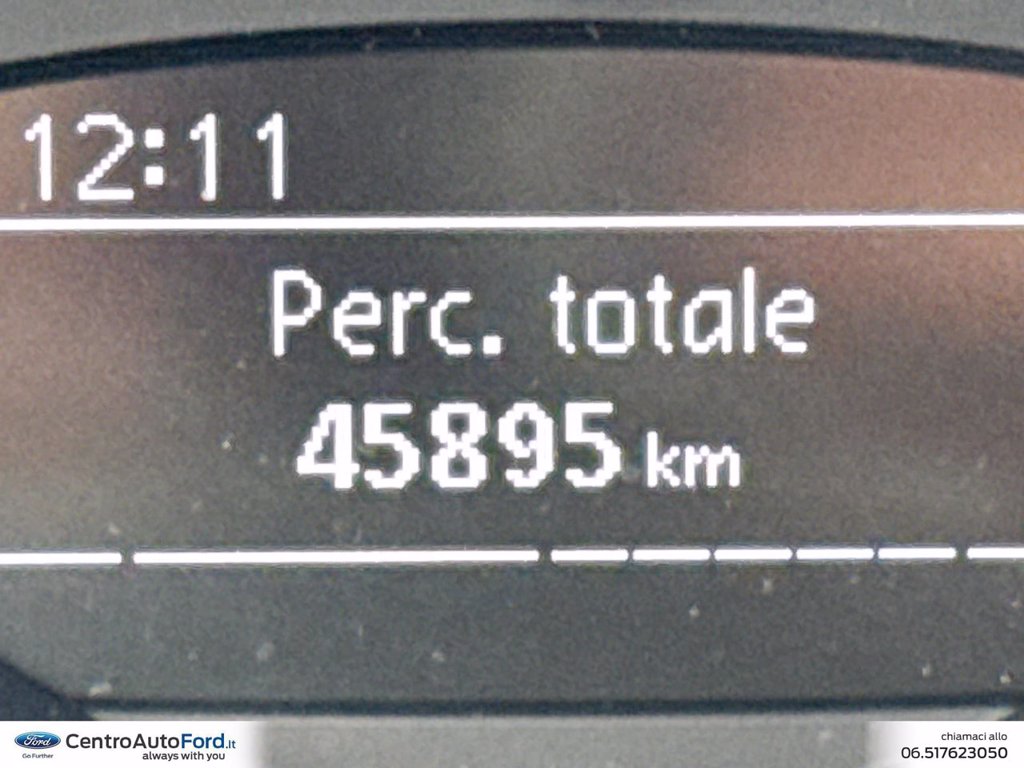 12:11
Perc. totale
45895 km
Ford
Go Further
CentroAutoFord.it
always with you
chiamaci allo
06.517623050